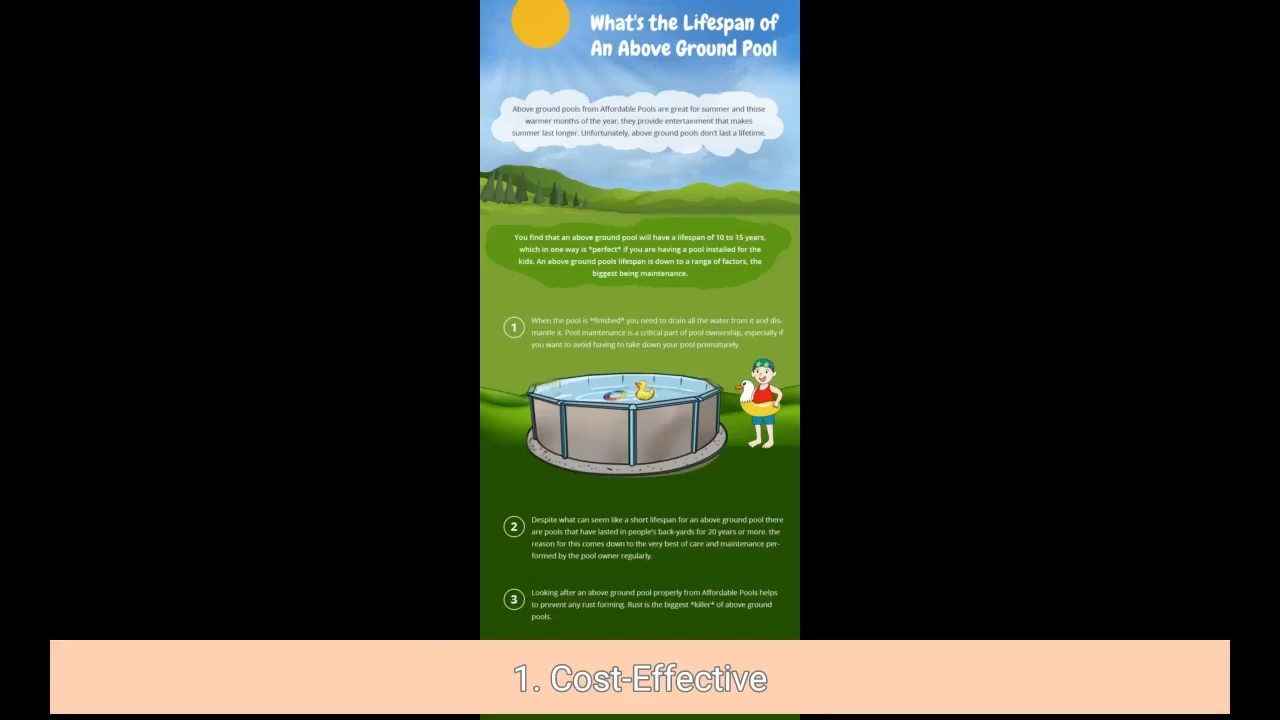 What's the Lifespan of
An Above Ground Pool
Above ground pools from Affordable Pools are great for summer and those
warmer months of the year, they provide entertainment that makes
summer last longer. Unfortunately, above ground pools don't last a lifetime.
You find that an above ground pool will have a lifespan of 10 to 15 years,
which in one way is *perfect* if you are having a pool installed for the
kids. An above ground pools lifespan is down to a range of factors, the
biggest being maintenance.
1
When the pool is *finished* you need to drain all the water from it and dis-
mantle it. Pool maintenance is a critical part of pool ownership, especially if
you want to avoid having to take down your pool prematurely.
2
Despite what can seem like a short lifespan for an above ground pool there
are pools that have lasted in people's back-yards for 20 years or more. the
reason for this comes down to the very best of care and maintenance per-
formed by the pool owner regularly.
3
Looking after an above ground pool properly from Affordable Pools helps
to prevent any rust forming. Rust is the biggest *killer* of above ground
pools.
1. Cost-Effective